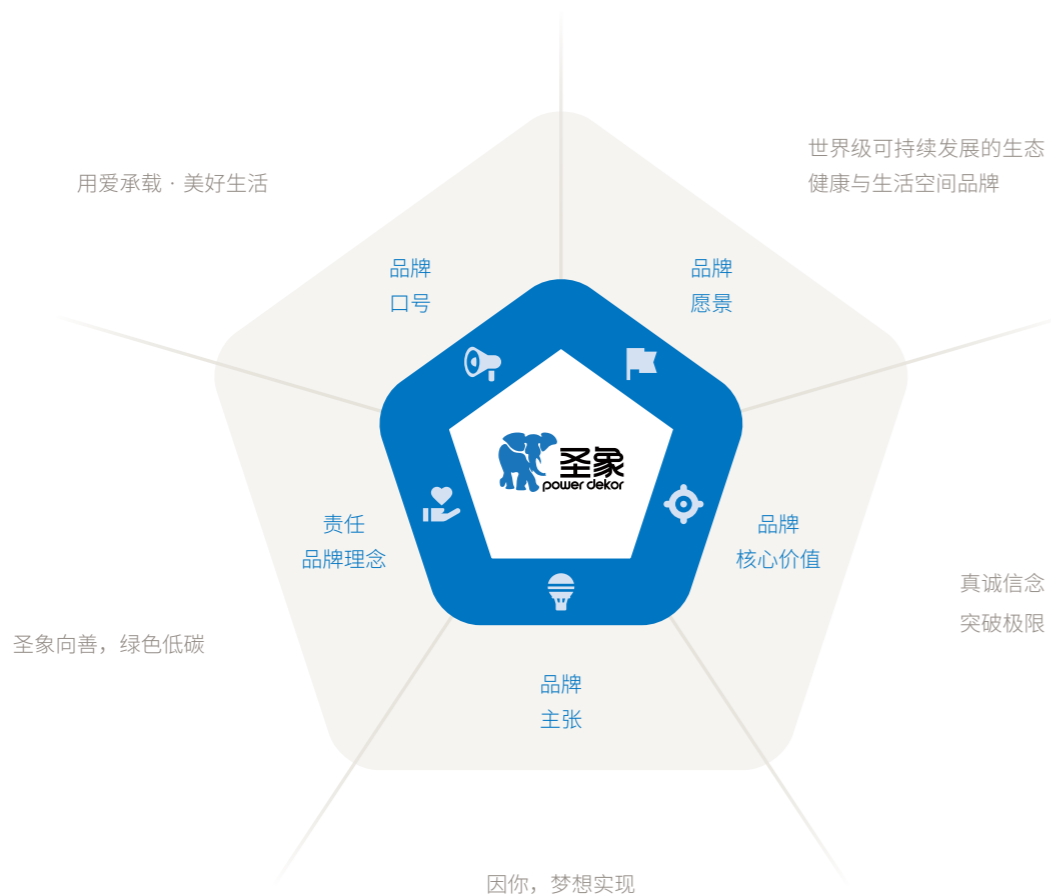 用爱承载 · 美好生活
世界级可持续发展的生态
健康与生活空间品牌
品牌
口号
品牌
愿景
圣象
power dekor
责任
品牌理念
品牌
核心价值
真诚信念
突破极限
圣象向善，绿色低碳
品牌
主张
因你，梦想实现